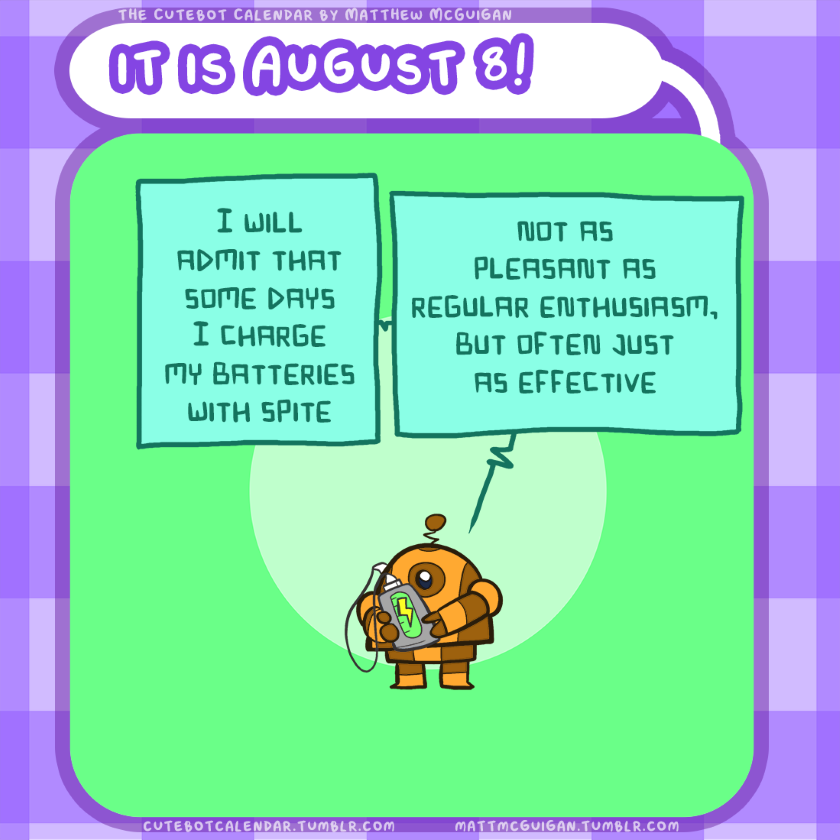 THE CUTEBOT CALENDAR BY MATTHEW MCGUIGAN
IT IS AUGUST 8!
I WILL
ADMIT THAT
SOME DAYS
I CHARGE
MY BATTERIES
WITH SPITE
NOT AS
PLEASANT AS
REGULAR ENTHUSIASM,
BUT OFTEN JUST
AS EFFECTIVE
CUTEBOTCALENDAR.TUMBLR.COM
MATTMCGUIGAN.TUMBLR.COM